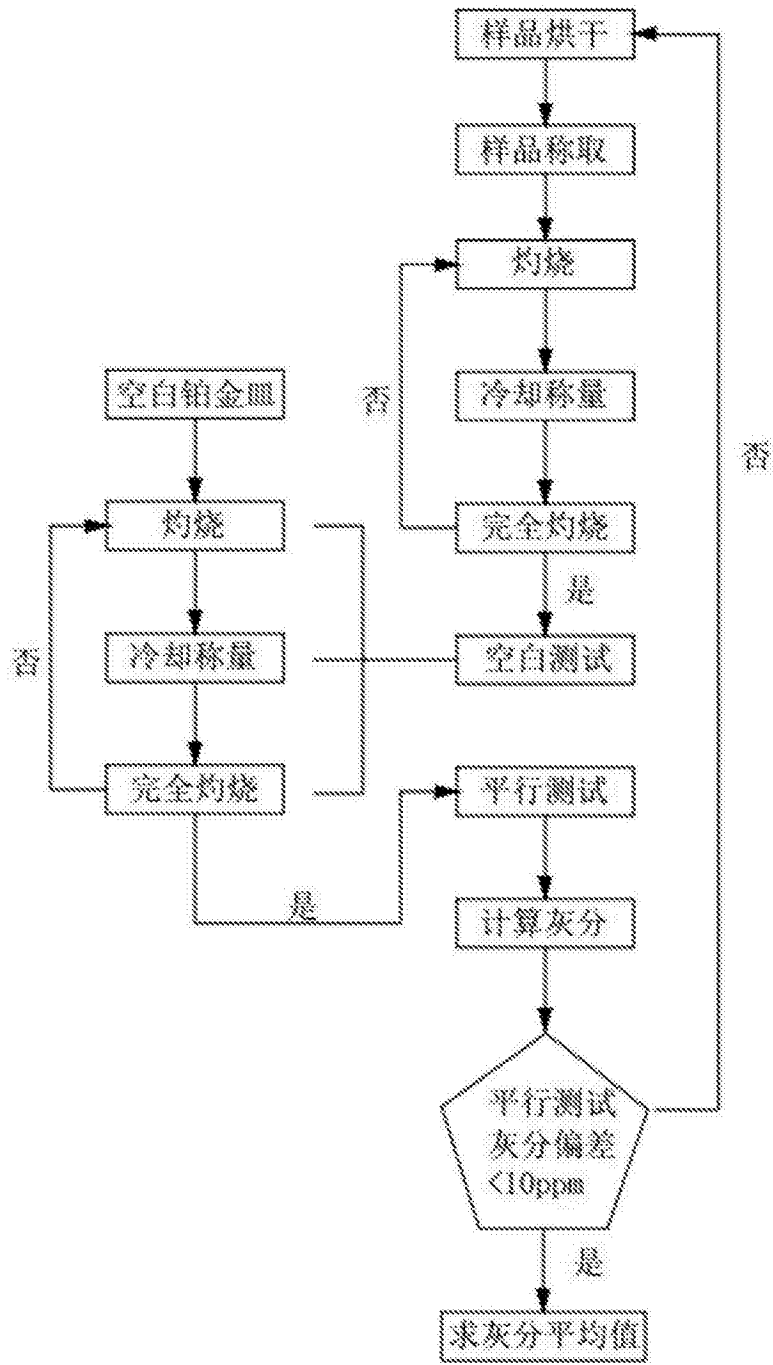 样品烘干
样品称取
灼烧
否
冷却称量
完全灼烧
是
空白测试
空白铂金皿
灼烧
否
冷却称量
完全灼烧
是
平行测试
计算灰分
平行测试
灰分偏差
<10ppm
否
是
求灰分平均值